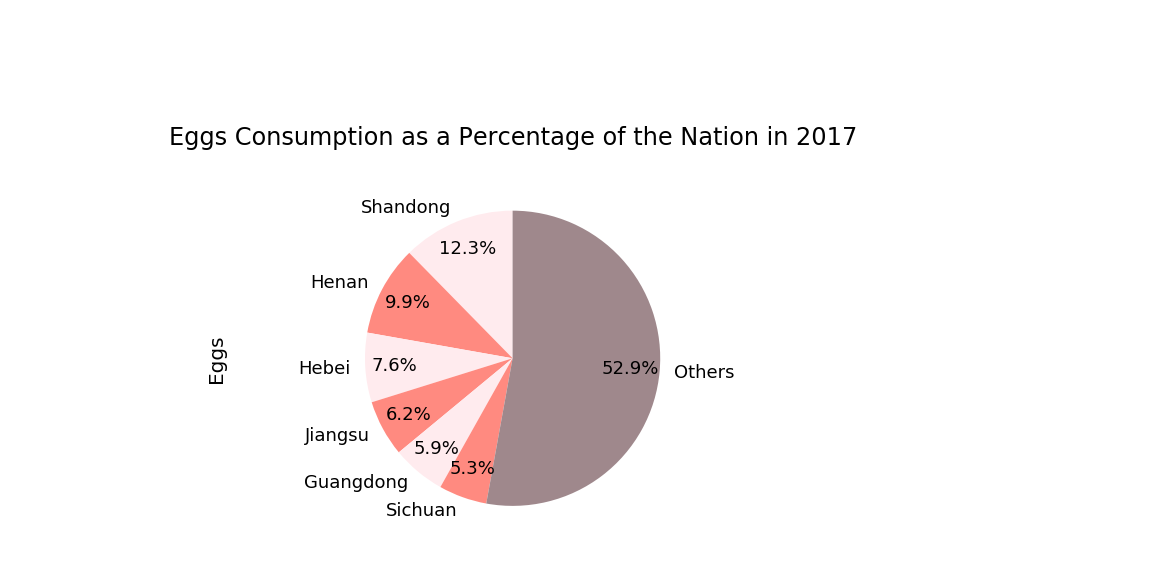 Eggs Consumption as a Percentage of the Nation in 2017
Shandong
12.3%
Henan
9.9%
Hebei
7.6%
Jiangsu
6.2%
Guangdong
5.9%
Sichuan
5.3%
Others
52.9%
Eggs